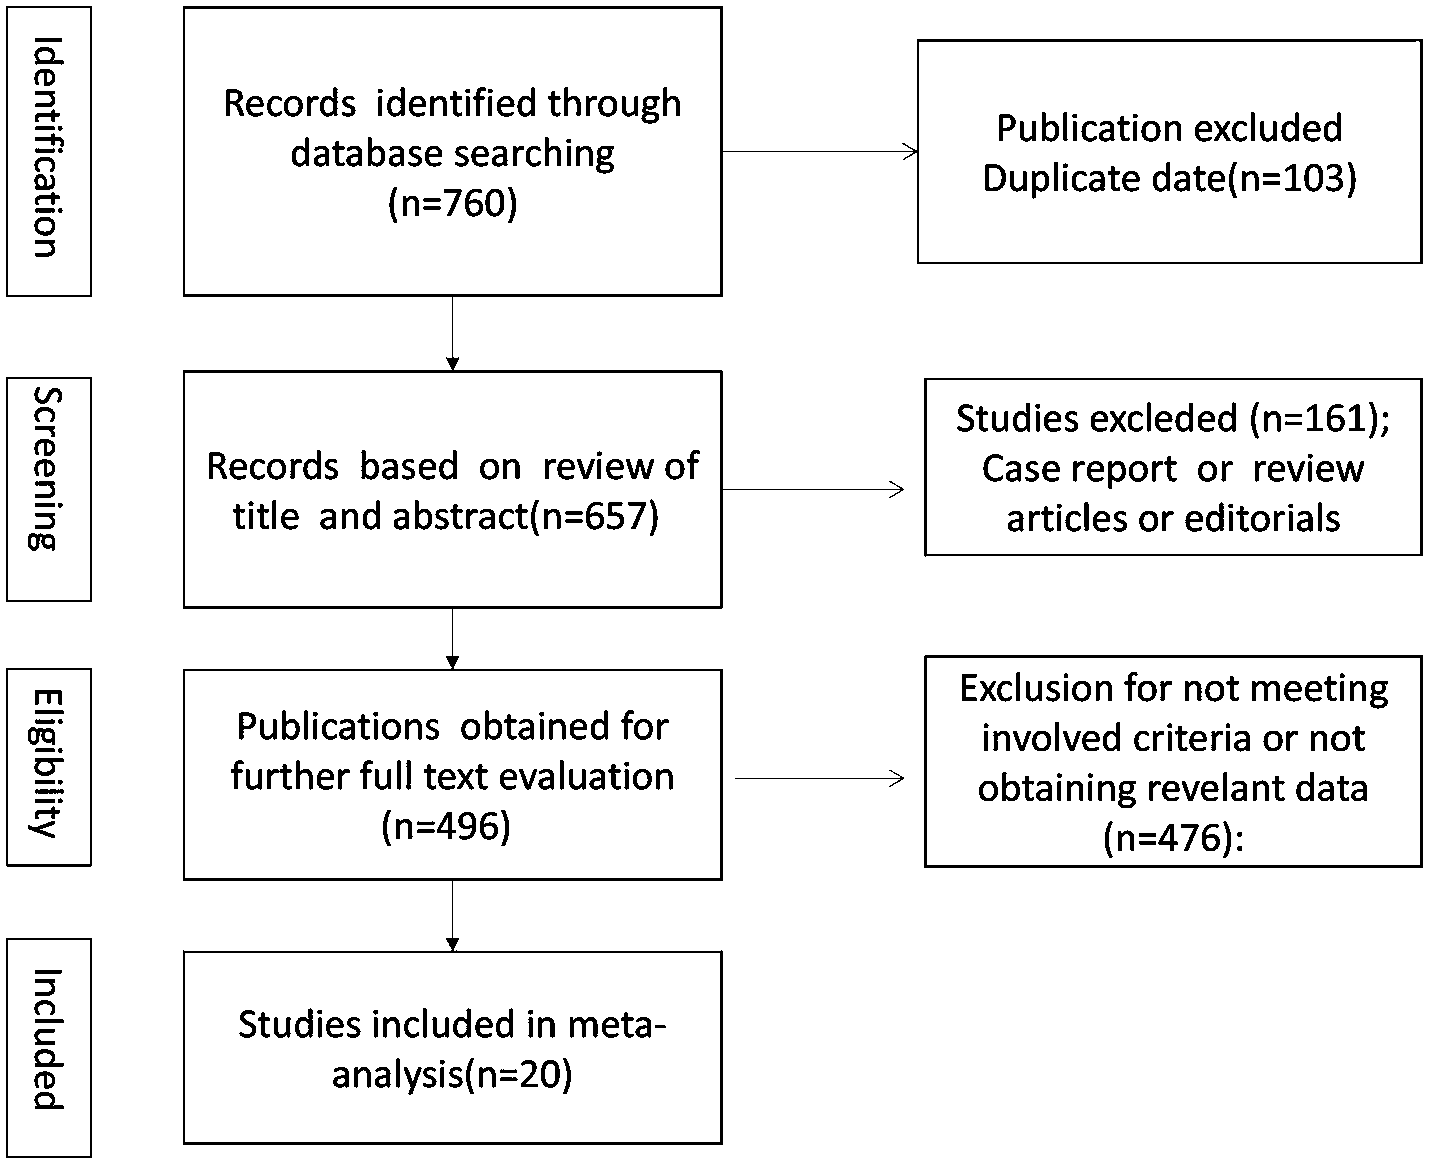 Identification
Records identified through
database searching
(n=760)
Publication excluded
Duplicate date(n=103)
Screening
Records based on review of
title and abstract(n=657)
Studies excleded (n=161);
Case report or review
articles or editorials
Eligibility
Publications obtained for
further full text evaluation
(n=496)
Exclusion for not meeting
involved criteria or not
obtaining revelant data
(n=476):
Included
Studies included in meta-
analysis(n=20)